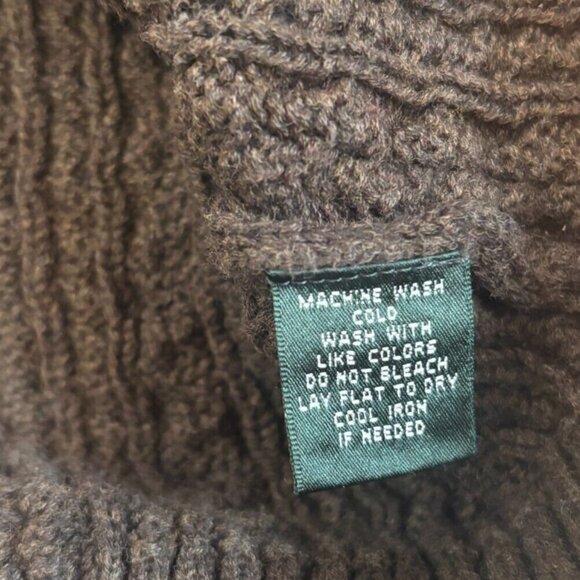 MACHINE WASH
COLD
WASH WITH
LIKE COLORS
DO NOT BLEACH
LAY FLAT TO DRY
COOL IRON
IF NEEDED